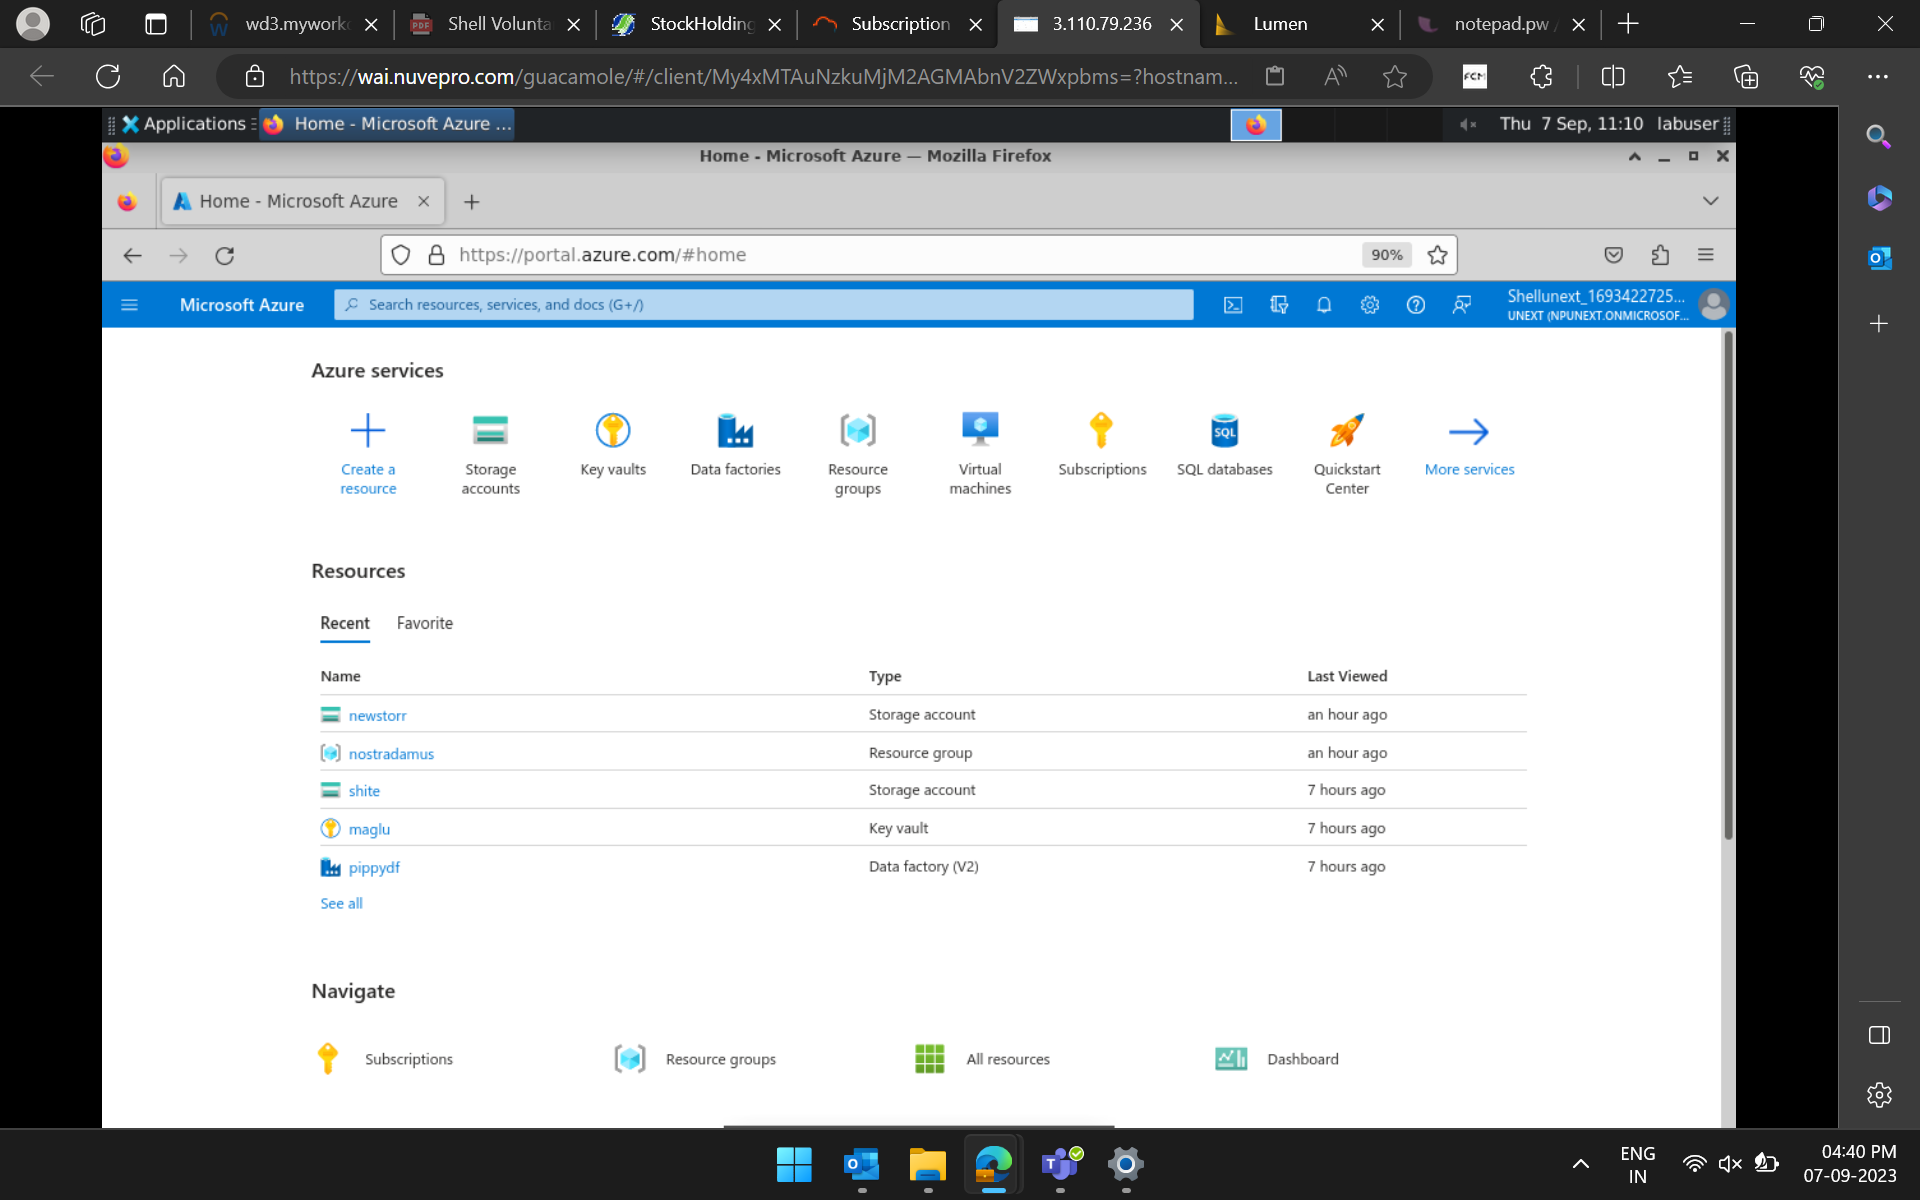 wd3.mywork
Shell Volunta
StockHolding
Subscription
3.110.79.236
Lumen
notepad.pw
https://wai.nuvepro.com/guacamole/#/client/My4xMTAuNzkuMjM2AGMAbnV2ZWxpbms=?hostnam...
FCM
Applications
Home - Microsoft Azure ...
Thu 7 Sep, 11:10 labuser
Home - Microsoft Azure — Mozilla Firefox
Home - Microsoft Azure
https://portal.azure.com/#home
90%
Microsoft Azure
Search resources, services, and docs (G+/)
Shellunext_1693422725...
UNEXT (NPUNEXT.ONMICROSOF...
Azure services
Create a resource
Storage accounts
Key vaults
Data factories
Resource groups
Virtual machines
Subscriptions
SQL
SQL databases
Quickstart Center
More services
Resources
Recent Favorite
Name Type Last Viewed
newstorr Storage account an hour ago
nostradamus Resource group an hour ago
shite Storage account 7 hours ago
maglu Key vault 7 hours ago
pippydf Data factory (V2) 7 hours ago
See all
Navigate
Subscriptions
Resource groups
All resources
Dashboard
ENG
IN
04:40 PM
07-09-2023